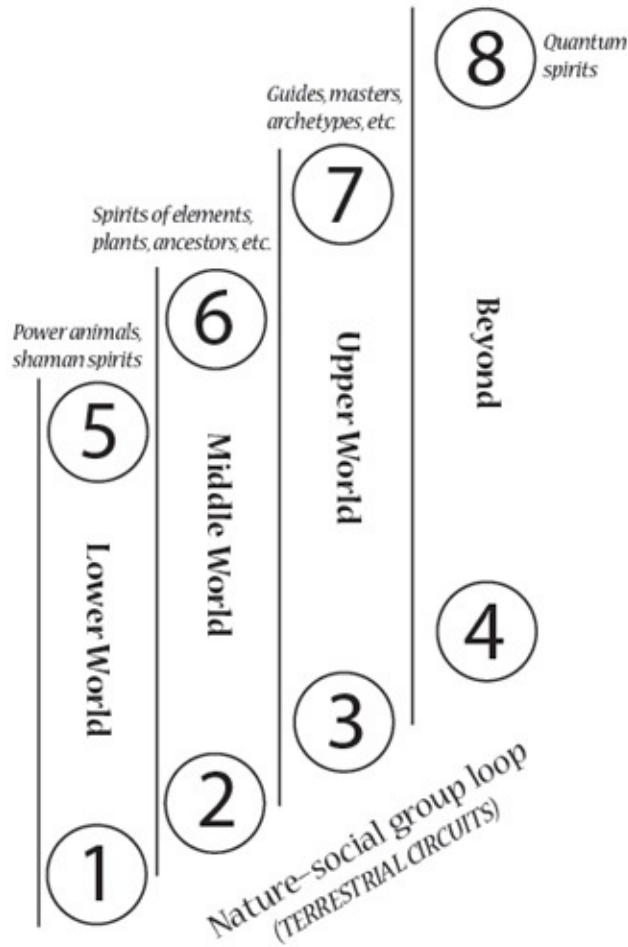 8
Quantum
spirits
Guides, masters,
archetypes, etc.
7
Spirits of elements,
plants, ancestors, etc.
6
Power animals,
shaman spirits
5
Lower World
Middle World
Upper World
Beyond
4
3
2
1
Nature–social group loop
(TERRESTRIAL CIRCUITS)